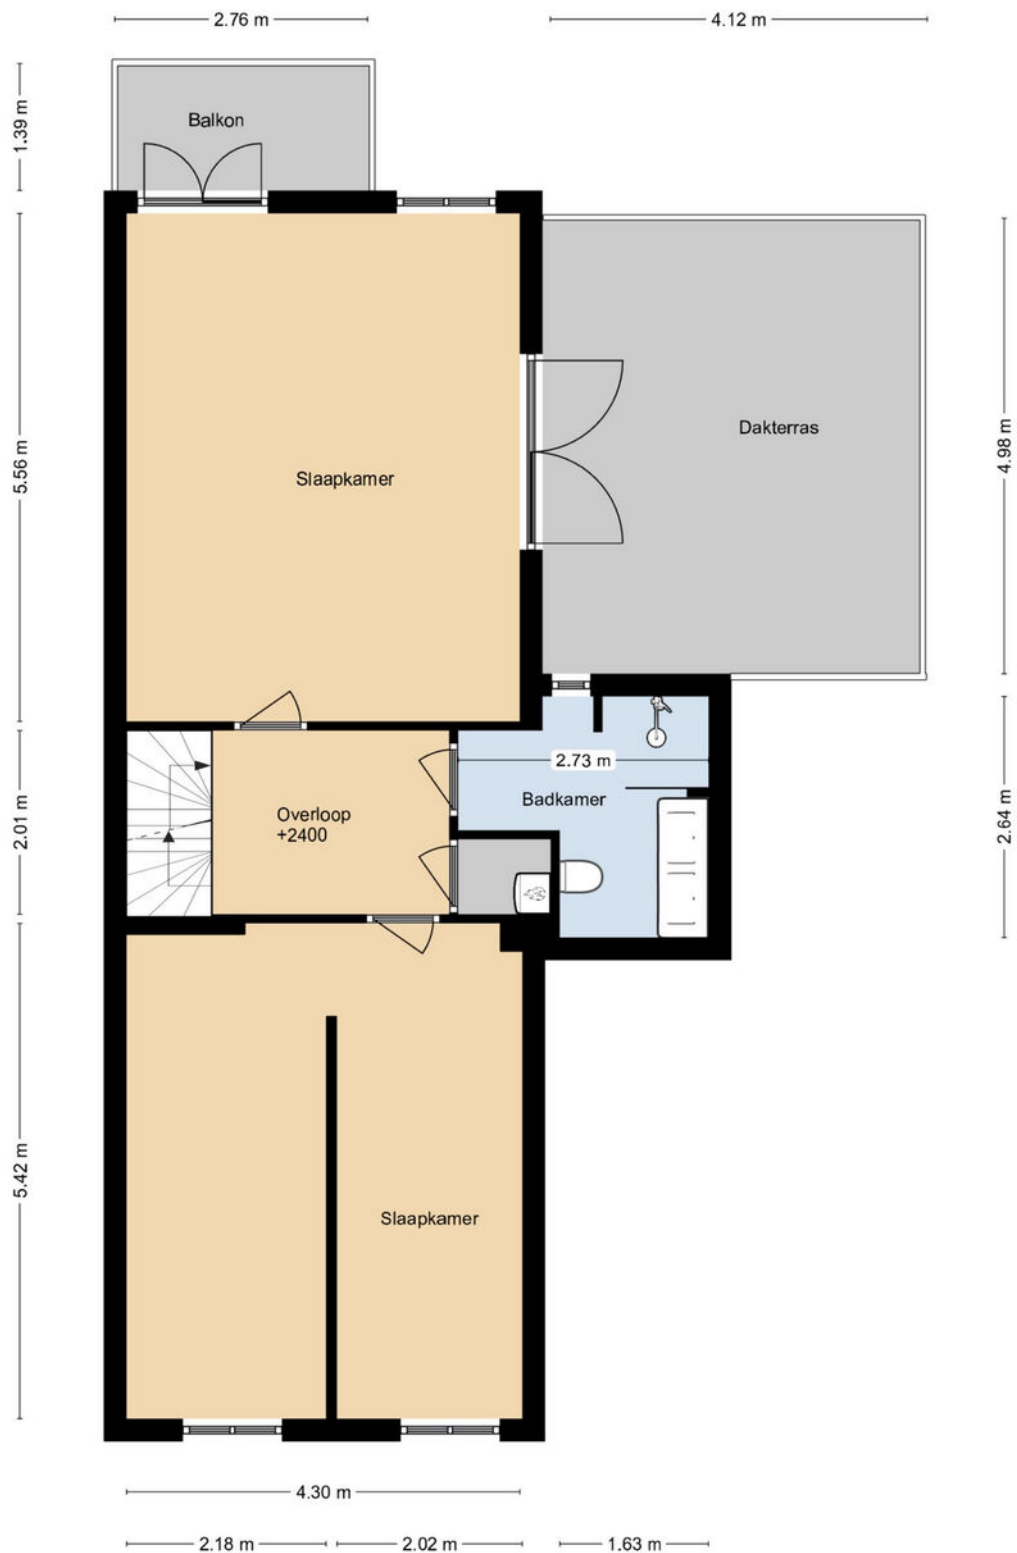 2.76 m
4.12 m
1.39 m
Balkon
5.56 m
4.98 m
Dakterras
Slaapkamer
2.01 m
2.73 m
Badkamer
Overloop
+2400
2.64 m
5.42 m
Slaapkamer
4.30 m
2.18 m
2.02 m
1.63 m